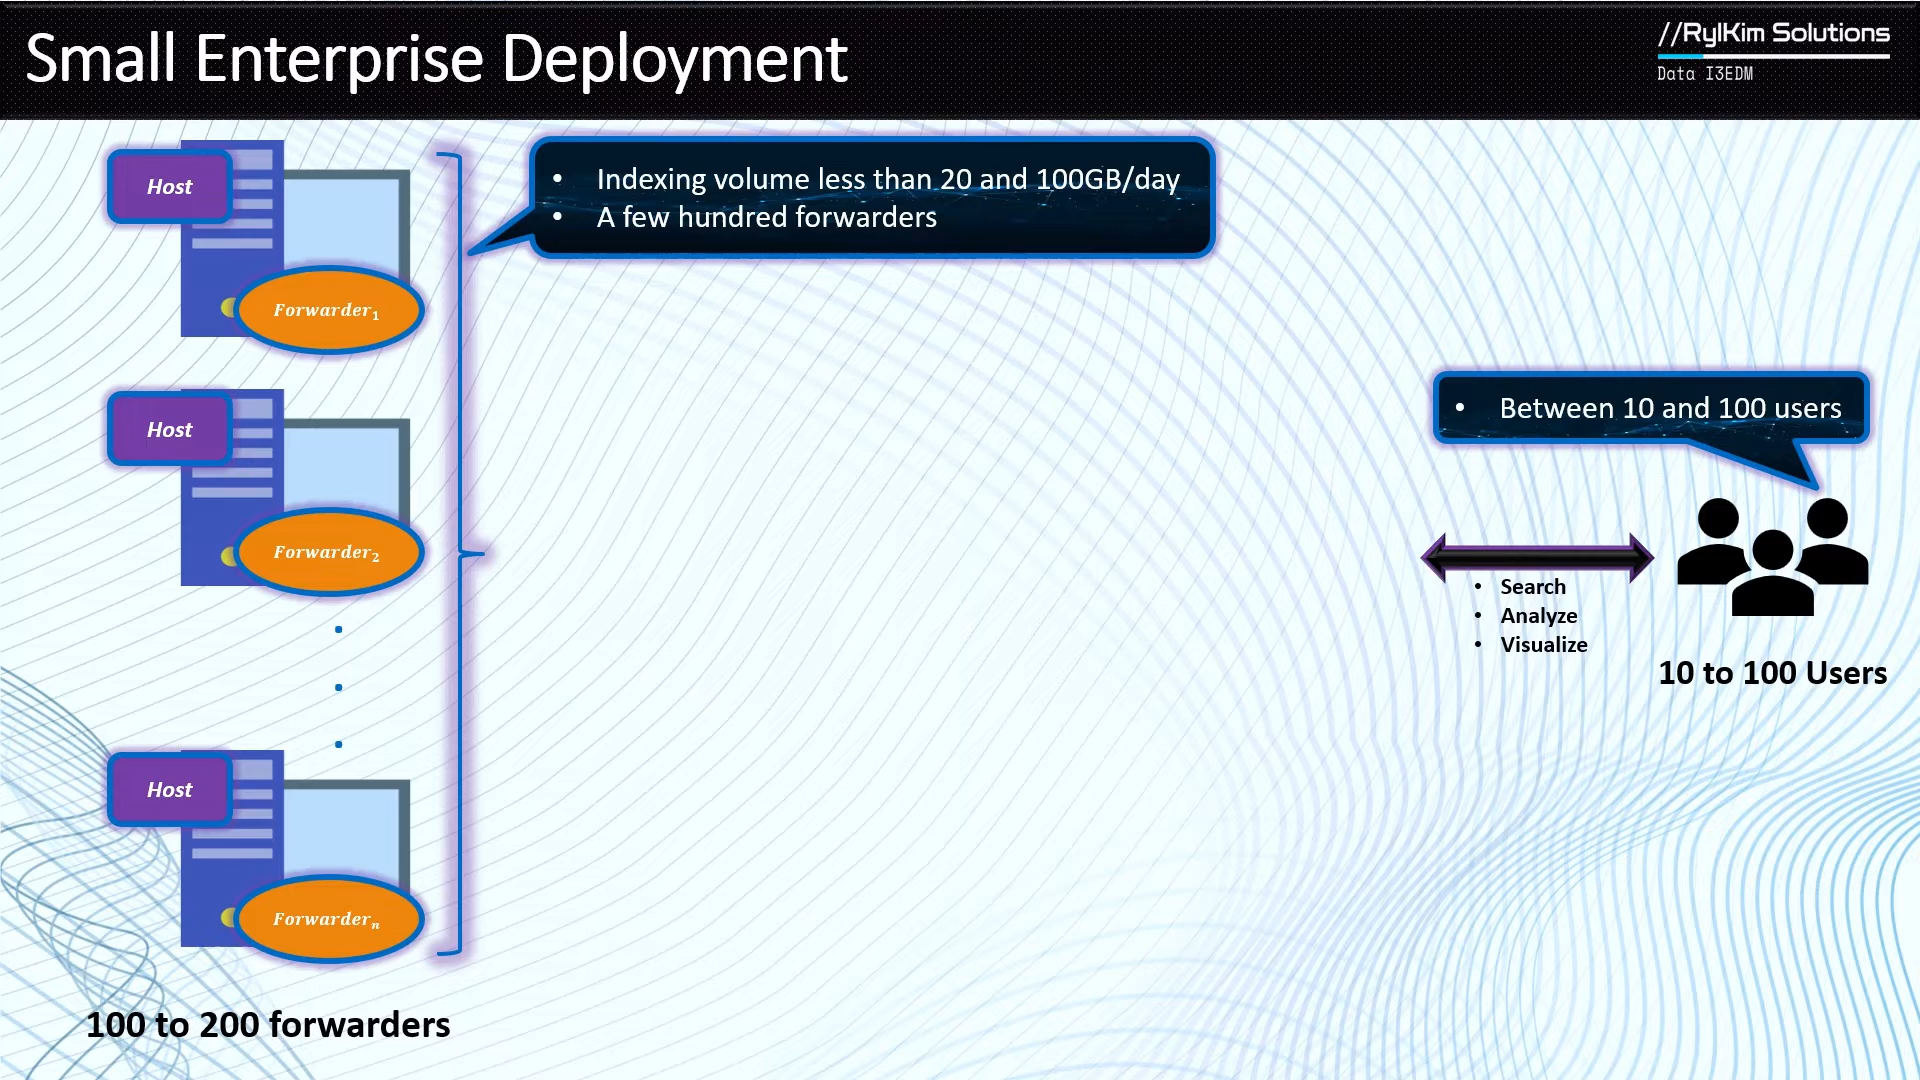 Small Enterprise Deployment
//RylKim Solutions
Data I3EDM
Host
• Indexing volume less than 20 and 100GB/day
• A few hundred forwarders
Forwarder₁
Host
• Between 10 and 100 users
Forwarder₂
• Search
• Analyze
• Visualize
10 to 100 Users
Host
Forwarderₙ
100 to 200 forwarders